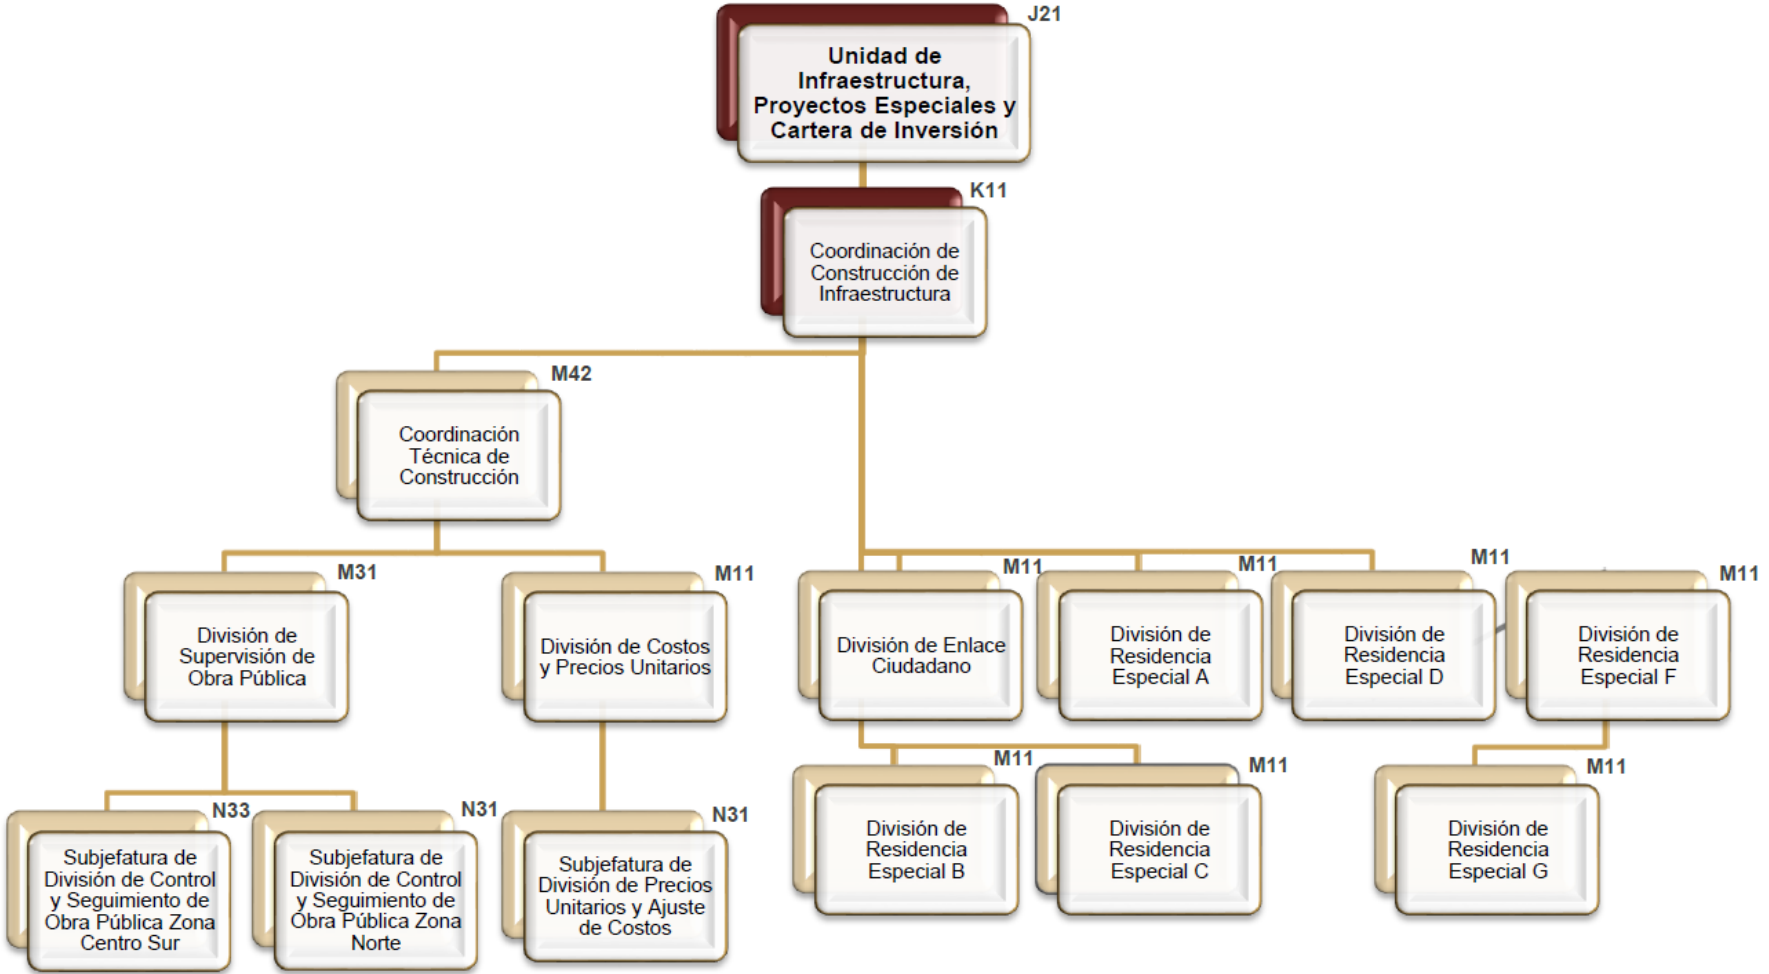 J21
Unidad de
Infraestructura,
Proyectos Especiales y
Cartera de Inversión
K11
Coordinación de
Construcción de
Infraestructura
M42
Coordinación
Técnica de
Construcción
M31
División de
Supervisión de
Obra Pública
M11
División de Costos
y Precios Unitarios
M11
División de Enlace
Ciudadano
M11
División de
Residencia
Especial A
M11
División de
Residencia
Especial D
M11
División de
Residencia
Especial F
N33
Subjefatura de
División de Control
y Seguimiento de
Obra Pública Zona
Centro Sur
N31
Subjefatura de
División de Control
y Seguimiento de
Obra Pública Zona
Norte
N31
Subjefatura de
División de Precios
Unitarios y Ajuste
de Costos
M11
División de
Residencia
Especial B
M11
División de
Residencia
Especial C
M11
División de
Residencia
Especial G